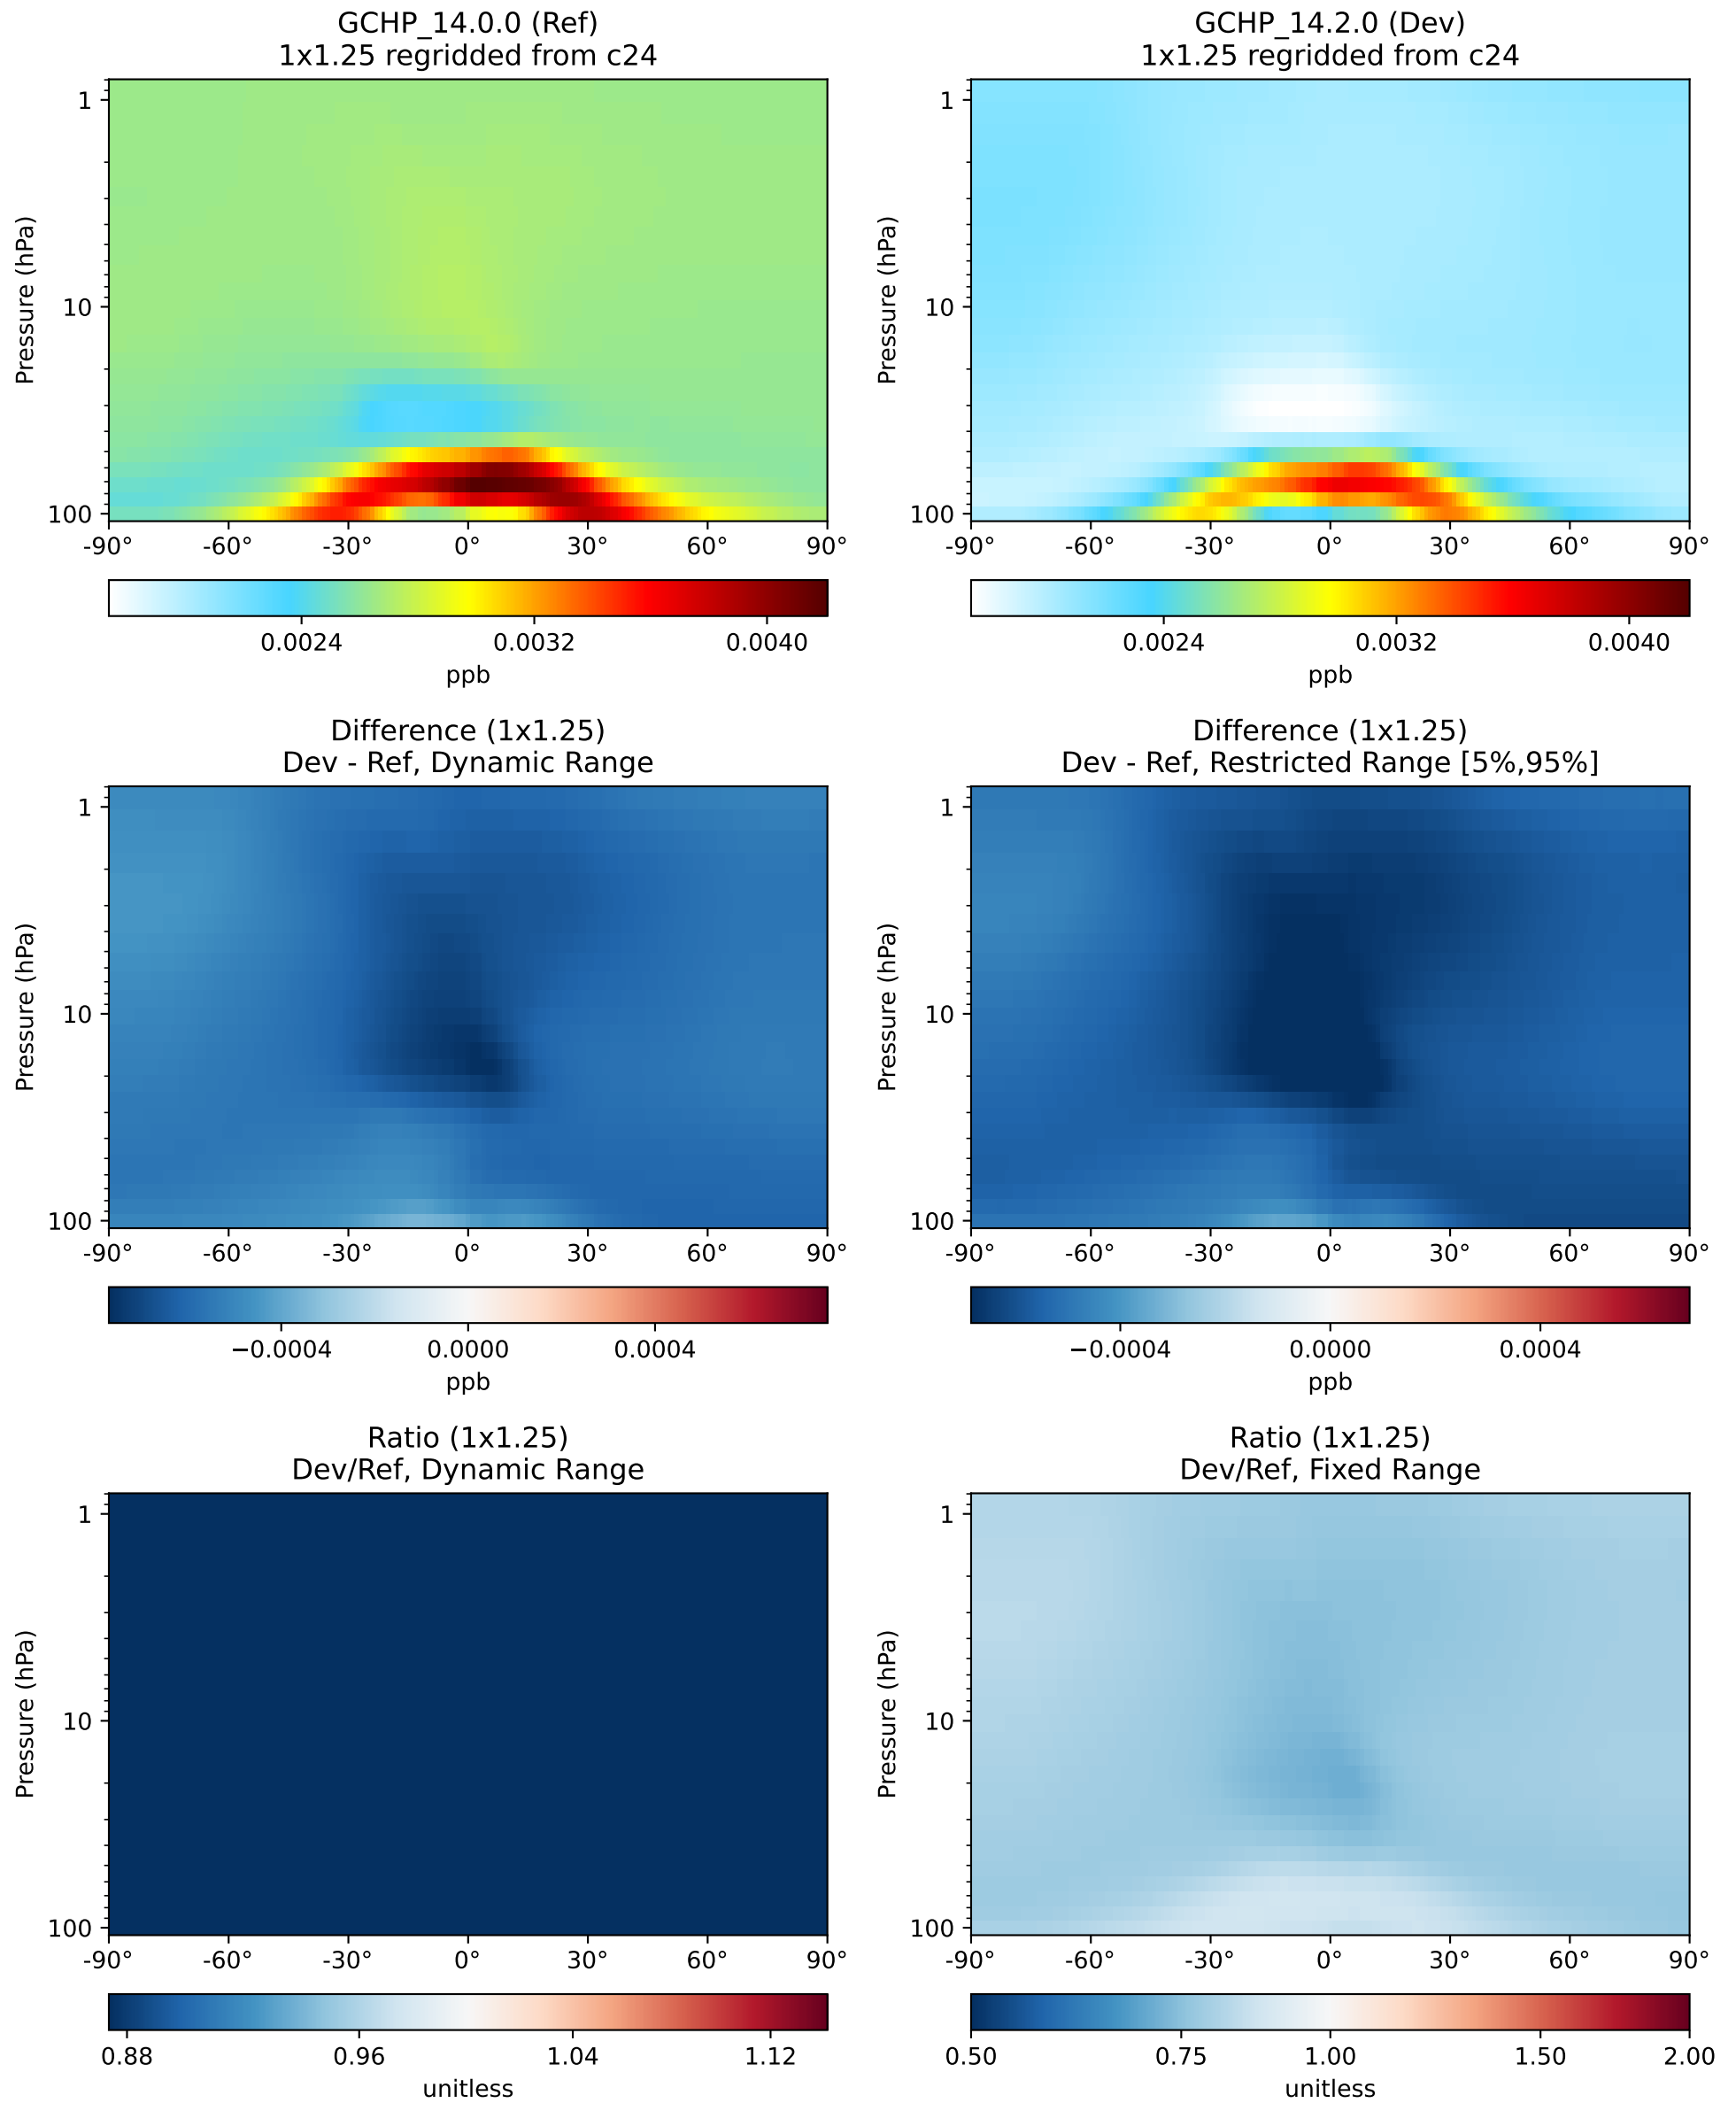 GCHP_14.0.0 (Ref)
1x1.25 regridded from c24
Pressure (hPa)
1
10
100
-90° -60° -30° 0° 30° 60° 90°
0.0024 0.0032 0.0040
ppb
GCHP_14.2.0 (Dev)
1x1.25 regridded from c24
Pressure (hPa)
1
10
100
-90° -60° -30° 0° 30° 60° 90°
0.0024 0.0032 0.0040
ppb
Difference (1x1.25)
Dev - Ref, Dynamic Range
Pressure (hPa)
1
10
100
-90° -60° -30° 0° 30° 60° 90°
−0.0004 0.0000 0.0004
ppb
Difference (1x1.25)
Dev - Ref, Restricted Range [5%,95%]
Pressure (hPa)
1
10
100
-90° -60° -30° 0° 30° 60° 90°
−0.0004 0.0000 0.0004
ppb
Ratio (1x1.25)
Dev/Ref, Dynamic Range
Pressure (hPa)
1
10
100
-90° -60° -30° 0° 30° 60° 90°
0.88 0.96 1.04 1.12
unitless
Ratio (1x1.25)
Dev/Ref, Fixed Range
Pressure (hPa)
1
10
100
-90° -60° -30° 0° 30° 60° 90°
0.50 0.75 1.00 1.50 2.00
unitless